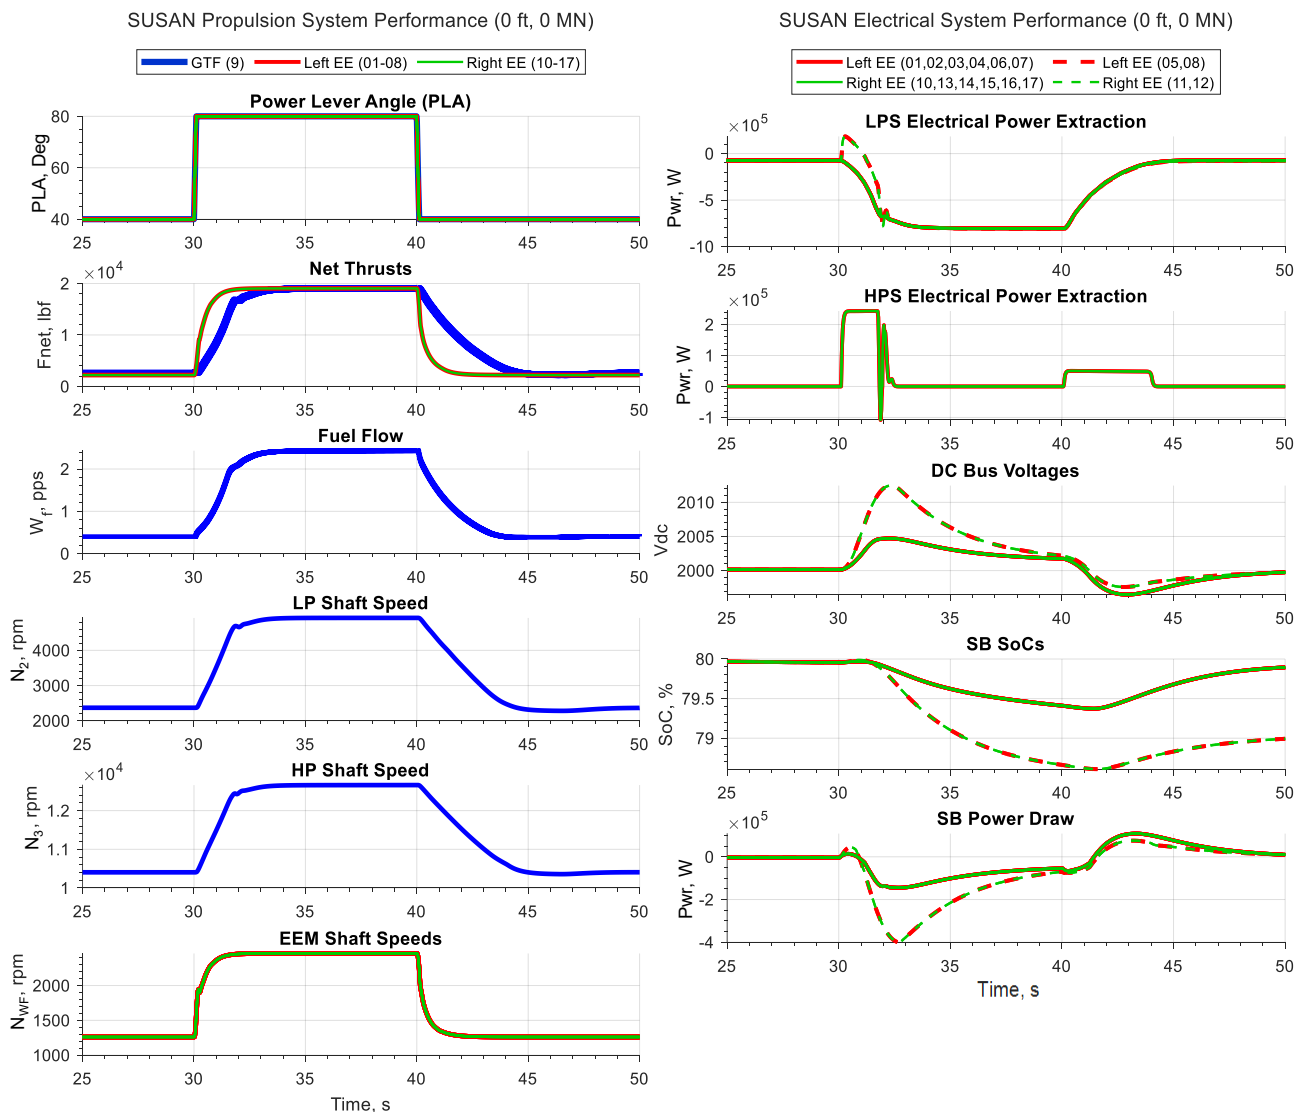 SUSAN Propulsion System Performance (0 ft, 0 MN)
GTF (9) Left EE (01-08) Right EE (10-17)
Power Lever Angle (PLA)
PLA, Deg
80
60
40
25 30 35 40 45 50
Net Thrusts
×10^4
Fnet, lbf
2
1
0
25 30 35 40 45 50
Fuel Flow
W_f, pps
2
1
0
25 30 35 40 45 50
LP Shaft Speed
N_2, rpm
4000
3000
2000
25 30 35 40 45 50
HP Shaft Speed
×10^4
N_3, rpm
1.2
1.1
1
25 30 35 40 45 50
EEM Shaft Speeds
N_WF, rpm
2000
1500
1000
25 30 35 40 45 50
Time, s
SUSAN Electrical System Performance (0 ft, 0 MN)
Left EE (01,02,03,04,06,07) Left EE (05,08)
Right EE (10,13,14,15,16,17) Right EE (11,12)
LPS Electrical Power Extraction
×10^5
Pwr, W
0
-5
-10
25 30 35 40 45 50
HPS Electrical Power Extraction
×10^5
Pwr, W
2
1
0
-1
25 30 35 40 45 50
DC Bus Voltages
Vdc
2010
2005
2000
25 30 35 40 45 50
SB SoCs
SoC, %
80
79.5
79
25 30 35 40 45 50
SB Power Draw
×10^5
Pwr, W
0
-2
-4
25 30 35 40 45 50
Time, s